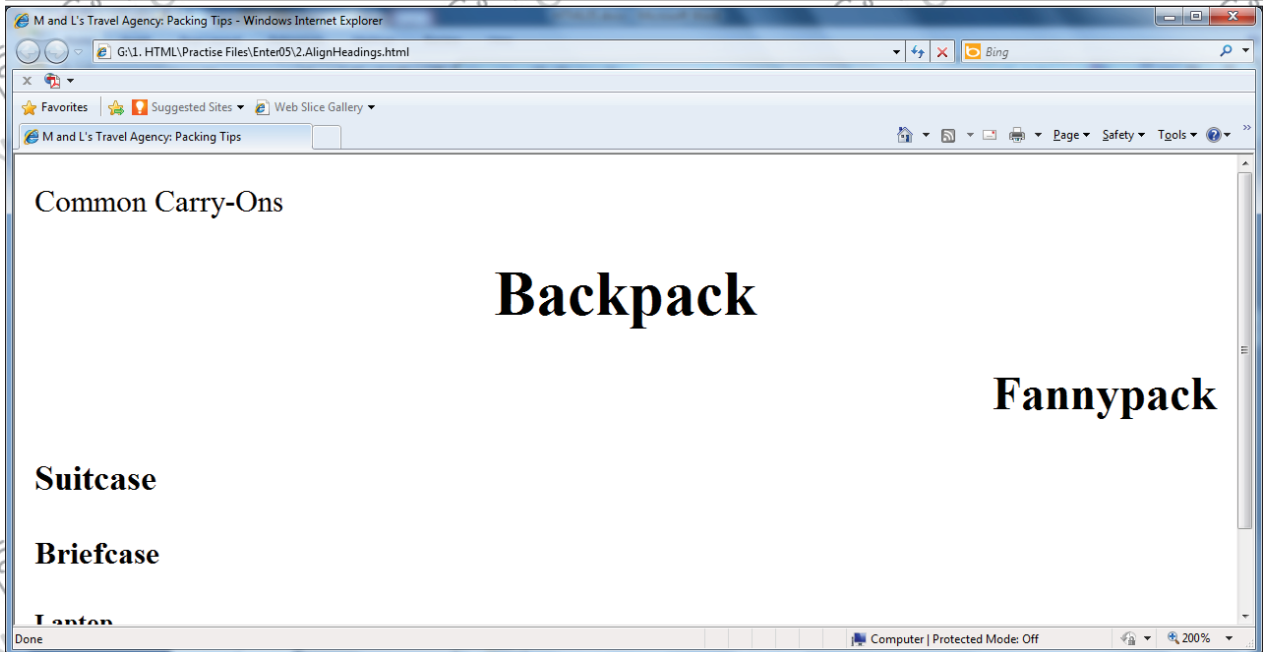 M and L's Travel Agency: Packing Tips - Windows Internet Explorer
G:\1. HTML\Practise Files\Enter05\2.AlignHeadings.html
Bing
x
Favorites Suggested Sites Web Slice Gallery
M and L's Travel Agency: Packing Tips Page Safety Tools
Common Carry-Ons
Backpack
Fannypack
Suitcase
Briefcase
Laptop
Done Computer | Protected Mode: Off 200%